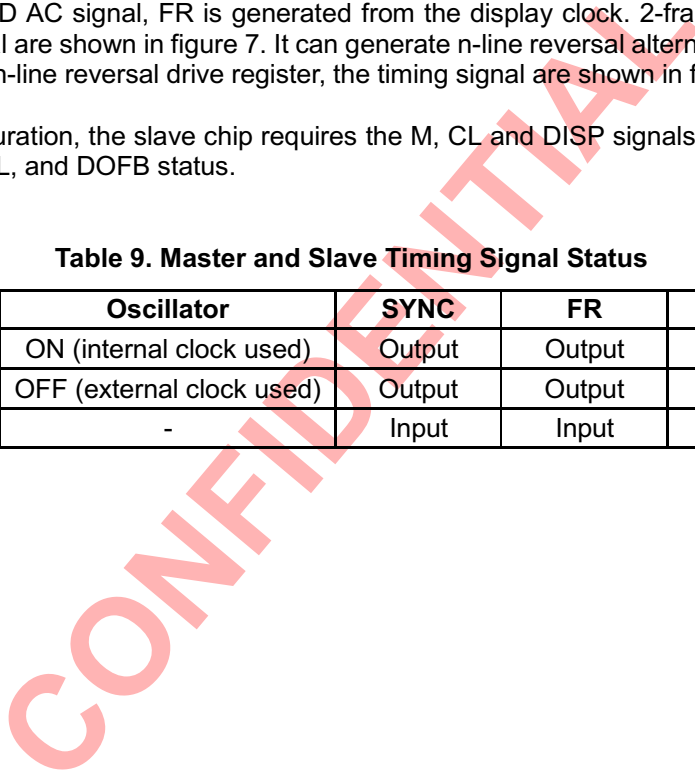 D AC signal, FR is generated from the display clock. 2-fra
l are shown in figure 7. It can generate n-line reversal altern
n-line reversal drive register, the timing signal are shown in f
uration, the slave chip requires the M, CL and DISP signals
L, and DOFB status.
Table 9. Master and Slave Timing Signal Status
Oscillator SYNC FR
ON (internal clock used) Output Output
OFF (external clock used) Output Output
- Input Input
CONFIDENTIAL